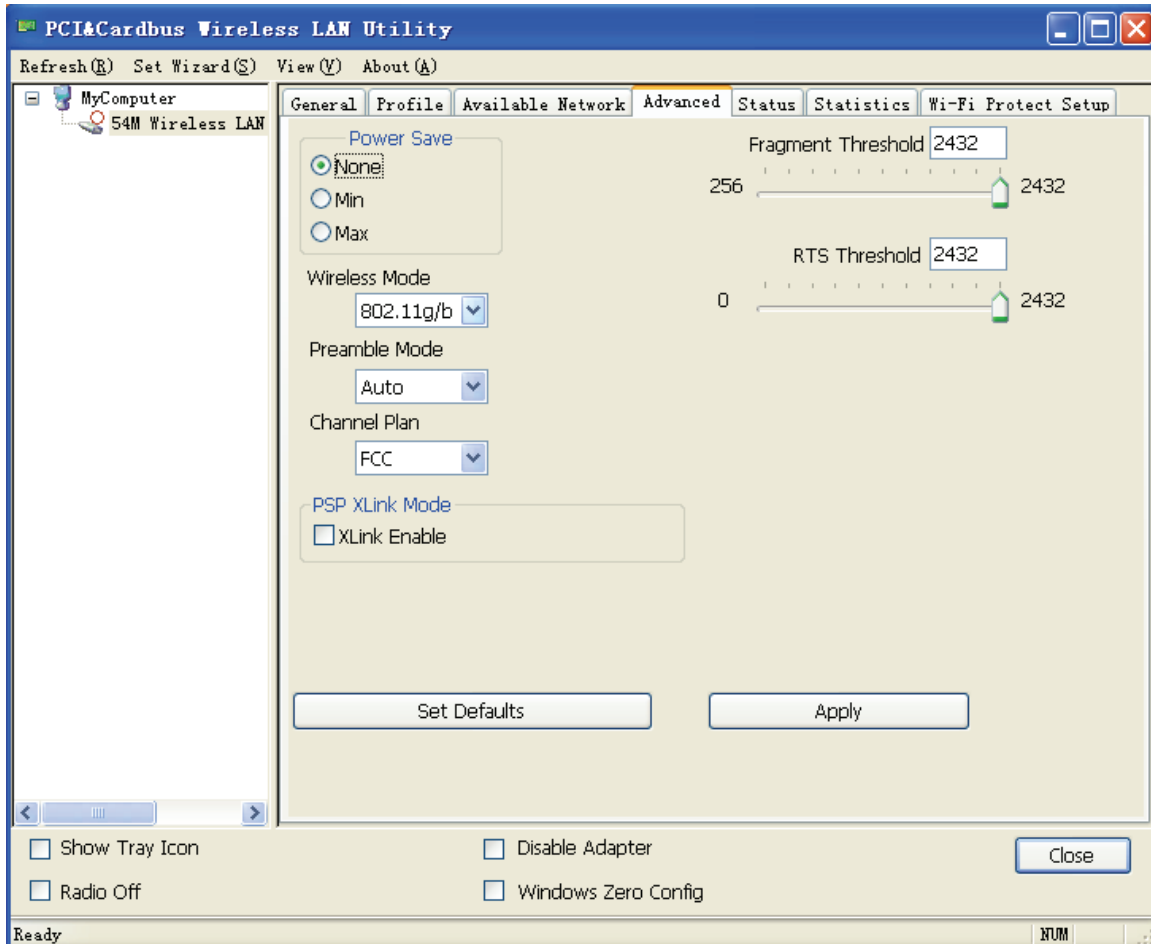 PCI&Cardbus Wireless LAN Utility
Refresh(R) Set Wizard(S) View(V) About(A)
MyComputer
54M Wireless LAN
General Profile Available Network Advanced Status Statistics Wi-Fi Protect Setup
Power Save
None
Min
Max
Wireless Mode
802.11g/b
Preamble Mode
Auto
Channel Plan
FCC
PSP XLink Mode
XLink Enable
Fragment Threshold 2432
256 2432
RTS Threshold 2432
0 2432
Set Defaults Apply
Show Tray Icon Disable Adapter Close
Radio Off Windows Zero Config
Ready NUM